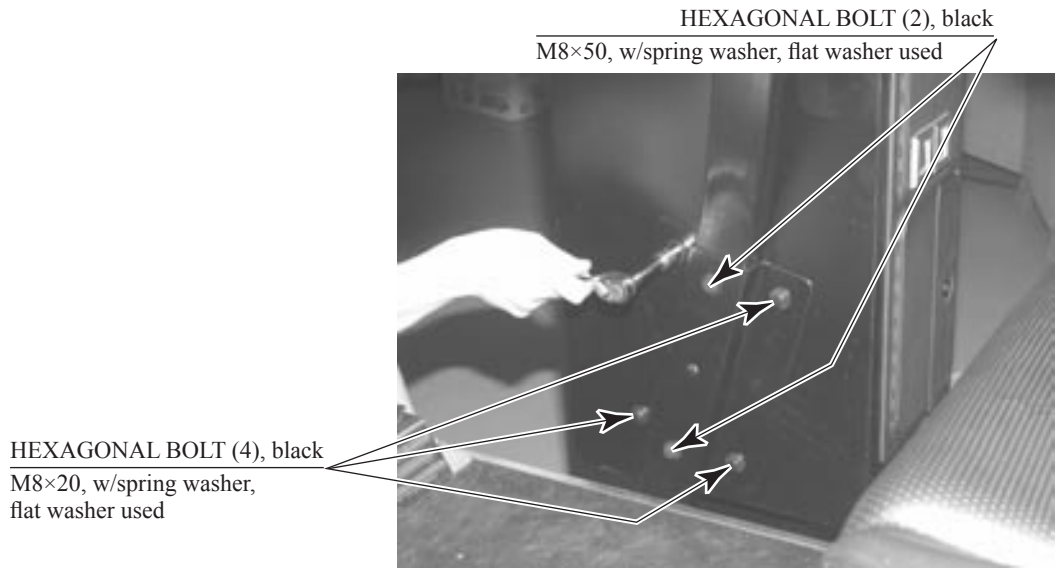 HEXAGONAL BOLT (2), black
M8×50, w/spring washer, flat washer used
HEXAGONAL BOLT (4), black
M8×20, w/spring washer,
flat washer used